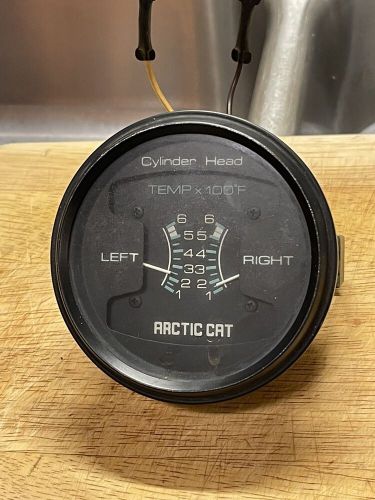 Cylinder Head
TEMP x 100°F
6 6
5 5
LEFT 4 4 RIGHT
3 3
2 2
1 1
ARCTIC CAT